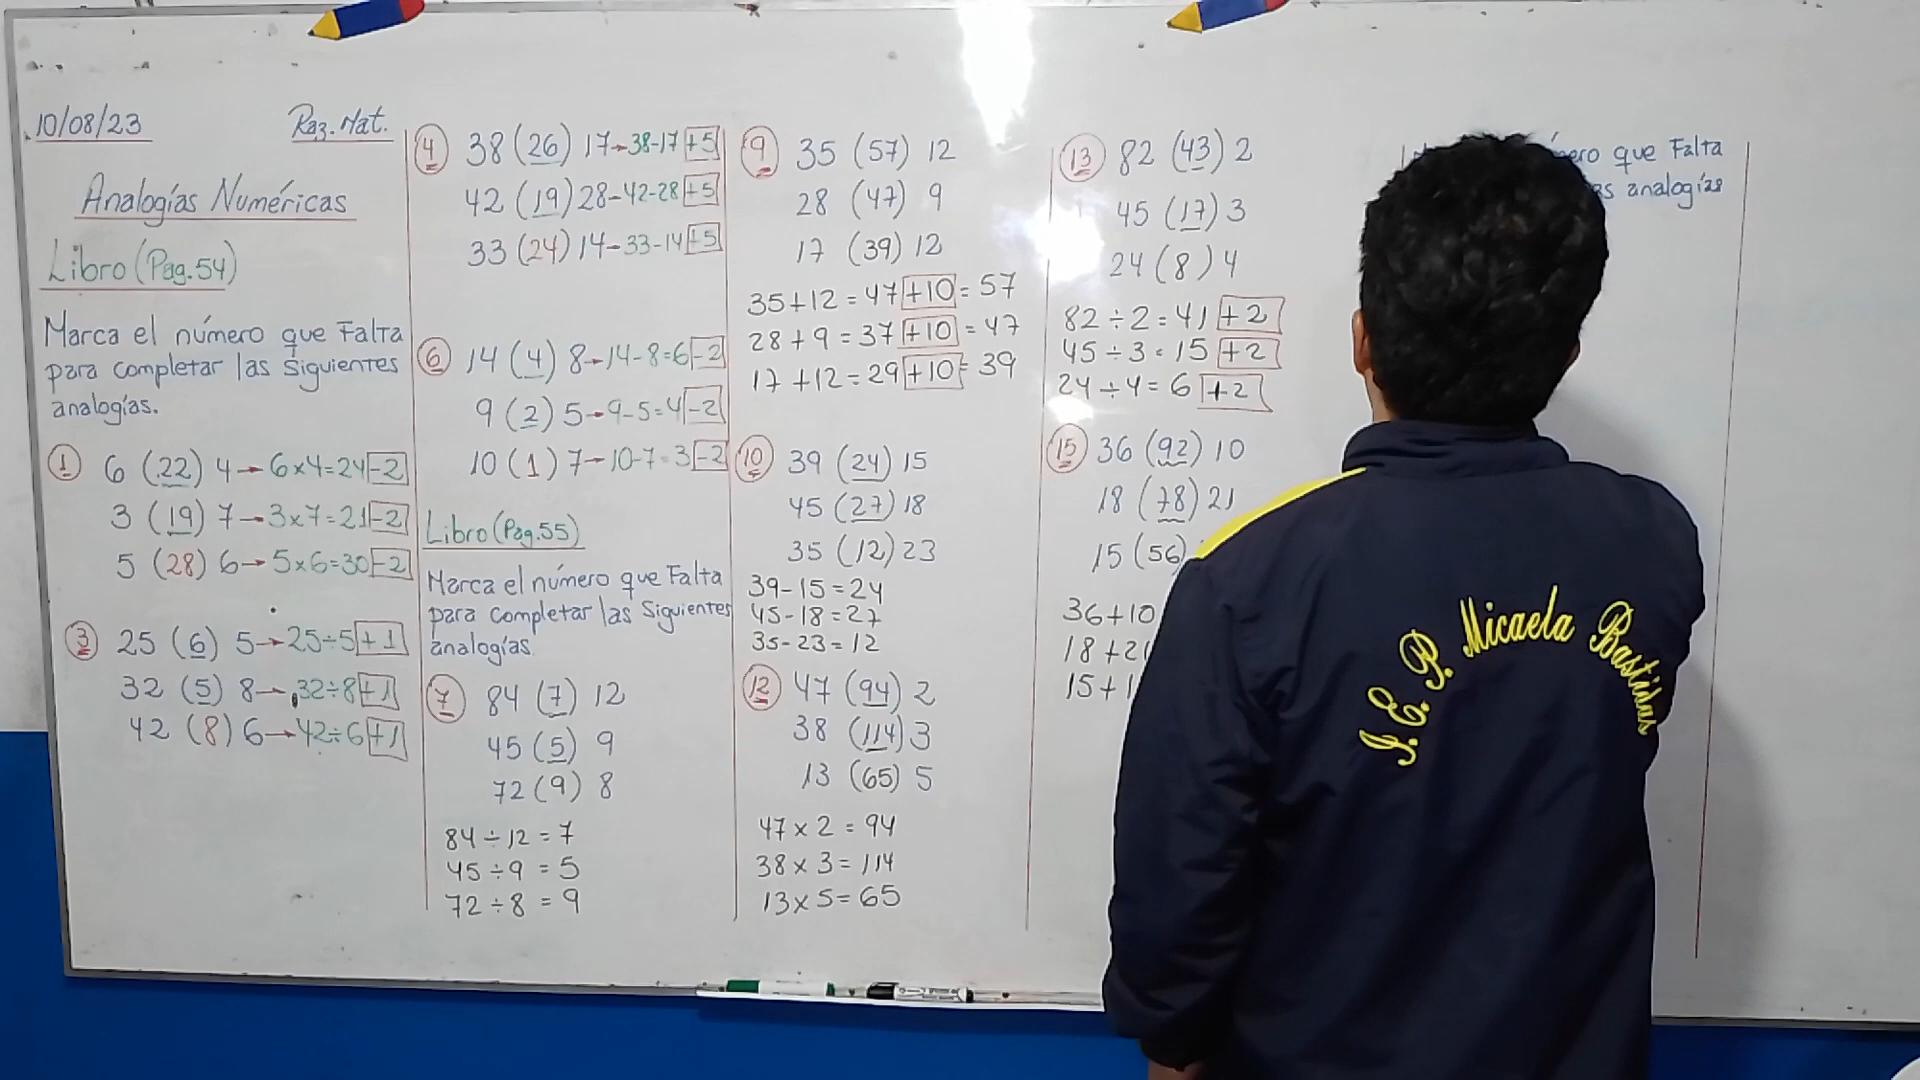 10/08/23 Raz. Mat.
Analogías Numéricas
Libro (Pag. 54)
Marca el número que Falta
para completar las siguientes
analogías.
1 6 (22) 4 → 6x4=24 -2
3 (19) 7 → 3x7=21 -2
5 (28) 6 → 5x6=30 -2
3 25 (6) 5 → 25÷5 +1
32 (5) 8 → 32÷8 +1
42 (8) 6 → 42÷6 +1
4 38 (26) 17 → 38-17 +5
42 (19) 28 - 42-28 +5
33 (24) 14 - 33-14 +5
6 14 (4) 8 → 14-8=6 -2
9 (2) 5 → 9-5=4 -2
10 (1) 7 → 10-7=3 -2
Libro (Pag. 55)
Marca el número que Falta
para completar las Siguientes
analogías.
7 84 (7) 12
45 (5) 9
72 (9) 8
84 ÷ 12 = 7
45 ÷ 9 = 5
72 ÷ 8 = 9
9 35 (57) 12
28 (47) 9
17 (39) 12
35+12 = 47 +10 = 57
28+9 = 37 +10 = 47
17+12 = 29 +10 = 39
10 39 (24) 15
45 (27) 18
35 (12) 23
39-15=24
45-18=27
35-23=12
12 47 (94) 2
38 (114) 3
13 (65) 5
47 x 2 = 94
38 x 3 = 114
13 x 5 = 65
13 82 (43) 2
45 (17) 3
24 (8) 4
82 ÷ 2 = 41 +2
45 ÷ 3 = 15 +2
24 ÷ 4 = 6 +2
15 36 (92) 10
18 (78) 21
15 (56)
36+10
18+21
15+1
que Falta
analogías
I.E.P. Micaela Bastidas